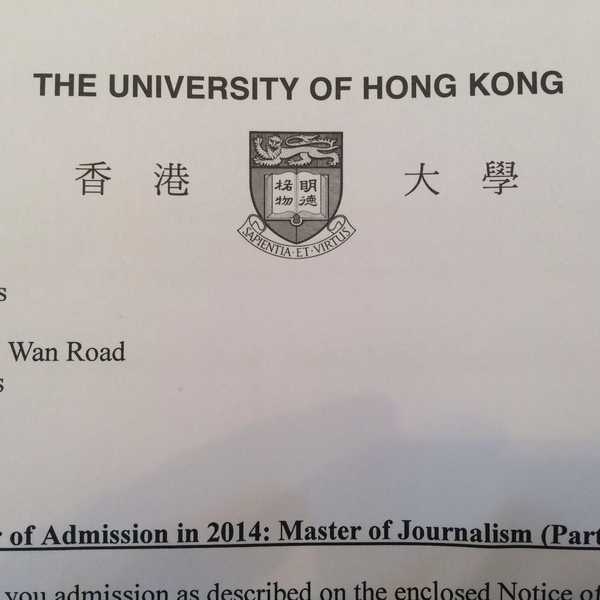 THE UNIVERSITY OF HONG KONG
香 港 大 學
明德
格物
SAPIENTIA·ET·VIRTUS
s
Wan Road
s
of Admission in 2014: Master of Journalism (Part
you admission as described on the enclosed Notice of